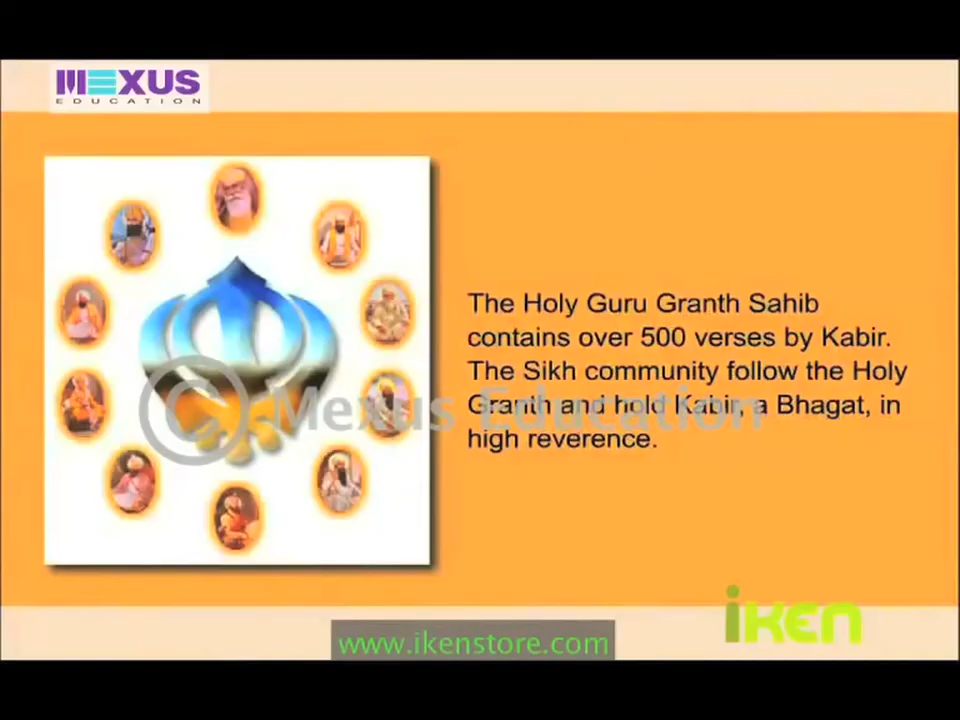 MEXUS
EDUCATION
The Holy Guru Granth Sahib
contains over 500 verses by Kabir.
The Sikh community follow the Holy
Granth and hold Kabir, a Bhagat, in
high reverence.
© Mexus Education
iKEN
www.ikenstore.com